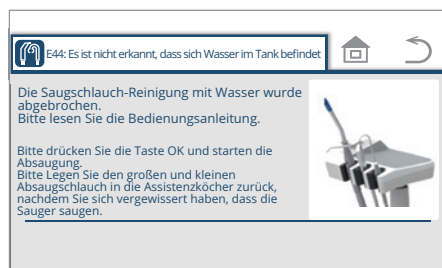 E44: Es ist nicht erkannt, dass sich Wasser im Tank befindet
Die Saugschlauch-Reinigung mit Wasser wurde
abgebrochen.
Bitte lesen Sie die Bedienungsanleitung.
Bitte drücken Sie die Taste OK und starten die
Absaugung.
Bitte Legen Sie den großen und kleinen
Absaugschlauch in die Assistenzköcher zurück,
nachdem Sie sich vergewissert haben, dass die
Sauger saugen.